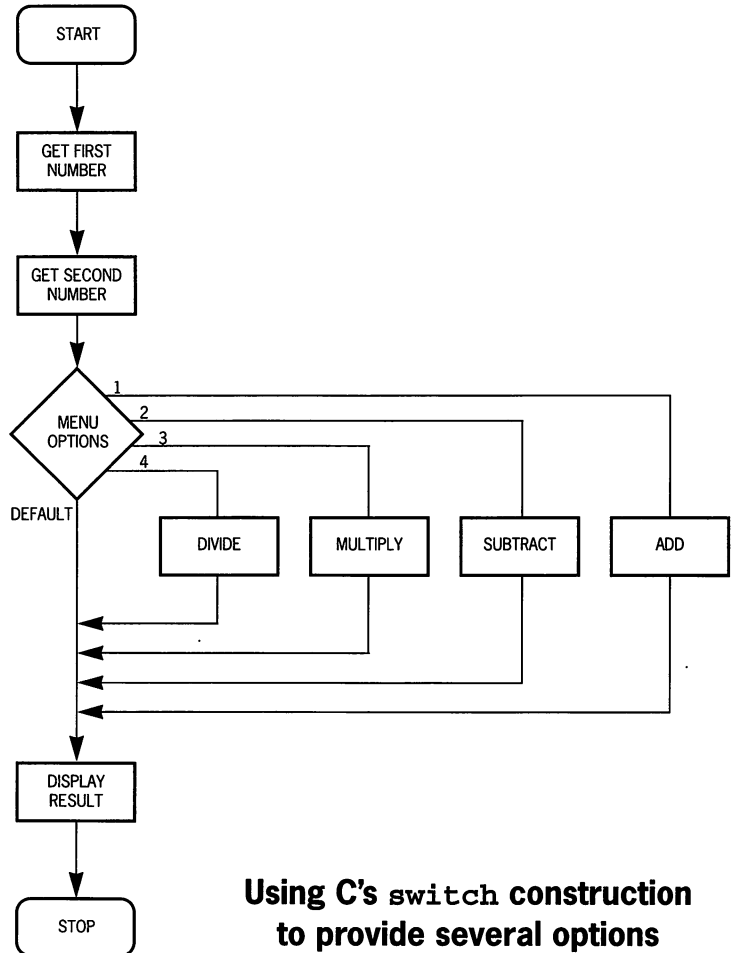 START
GET FIRST
NUMBER
GET SECOND
NUMBER
MENU
OPTIONS
1
2
3
4
DEFAULT
DIVIDE
MULTIPLY
SUBTRACT
ADD
DISPLAY
RESULT
STOP
Using C's switch construction
to provide several options